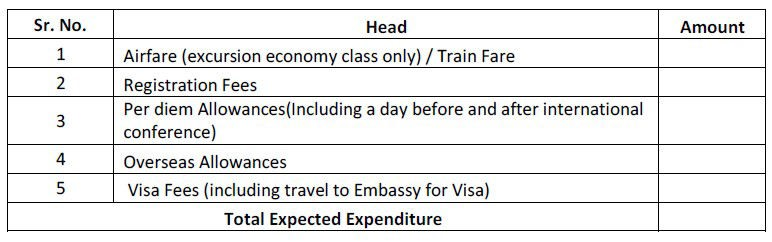 Sr. No. Head Amount
1 Airfare (excursion economy class only) / Train Fare
2 Registration Fees
3 Per diem Allowances(Including a day before and after international
conference)
4 Overseas Allowances
5 Visa Fees (including travel to Embassy for Visa)
Total Expected Expenditure